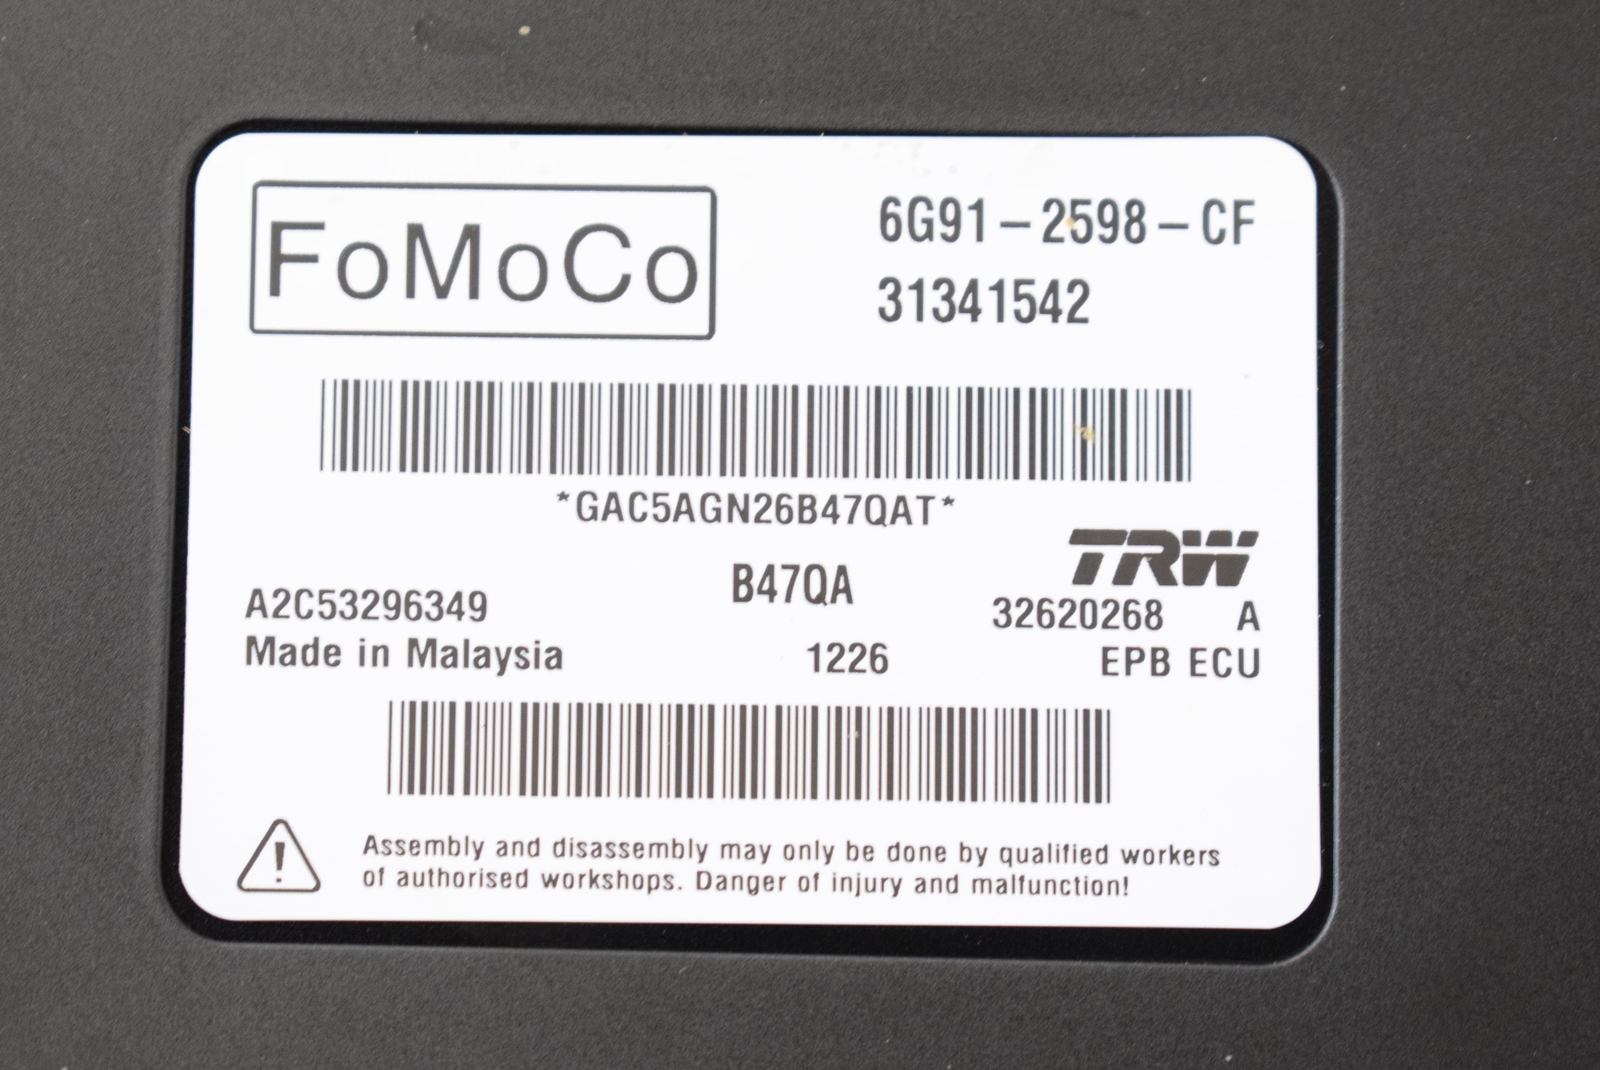 FoMoCo
6G91-2598-CF
31341542
*GAC5AGN26B47QAT*
TRW
B47QA
A2C53296349
32620268 A
Made in Malaysia
1226
EPB ECU
Assembly and disassembly may only be done by qualified workers
of authorised workshops. Danger of injury and malfunction!